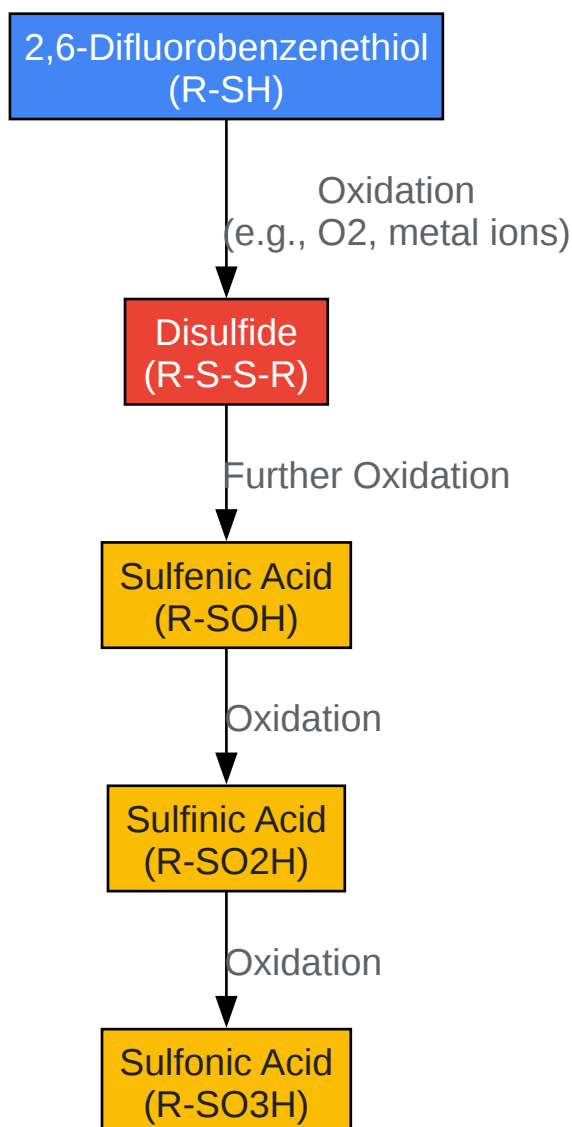 2,6-Difluorobenzenethiol
(R-SH)
Oxidation
(e.g., O2, metal ions)
Disulfide
(R-S-S-R)
Further Oxidation
Sulfenic Acid
(R-SOH)
Oxidation
Sulfinic Acid
(R-SO2H)
Oxidation
Sulfonic Acid
(R-SO3H)